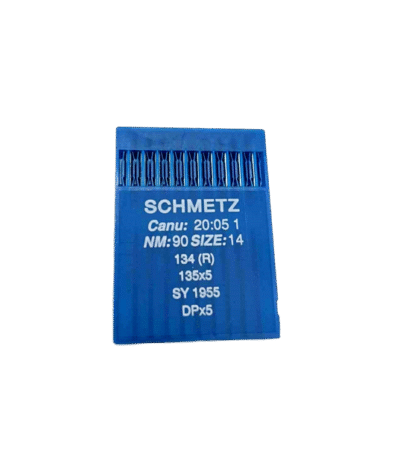 SCHMETZ
Canu: 20:05 1
NM:90 SIZE:14
134 (R)
135x5
SY 1955
DPx5